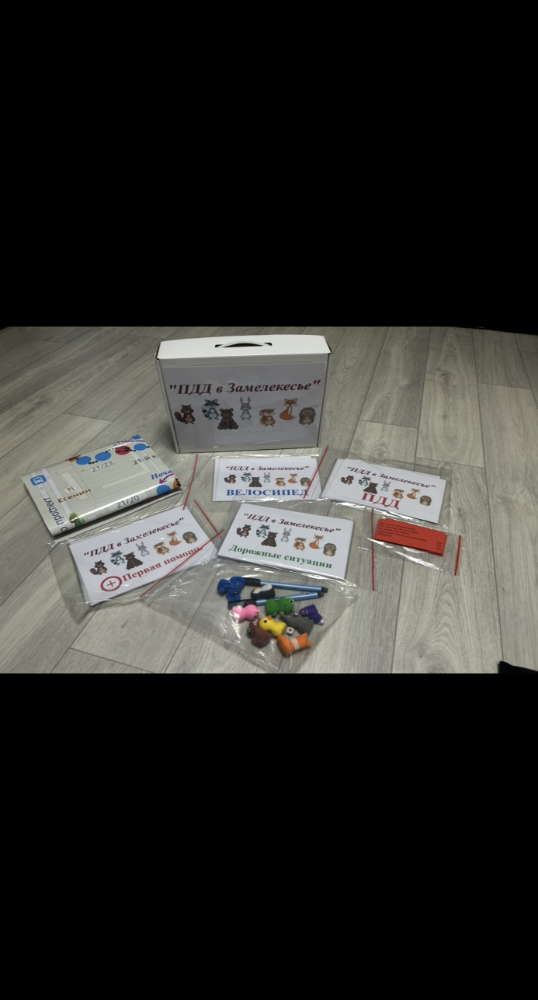 "ПДД в Замелекесье"
21/23
21-й к
Нача
Есенин
проспект
21/20
"ПДД в Замелекесье"
ВЕЛОСИПЕД
"ПДД в Замелекесье"
ПДД
"ПДД в Замелекесье"
Первая помощь
"ПДД в Замелекесье"
Дорожные ситуации